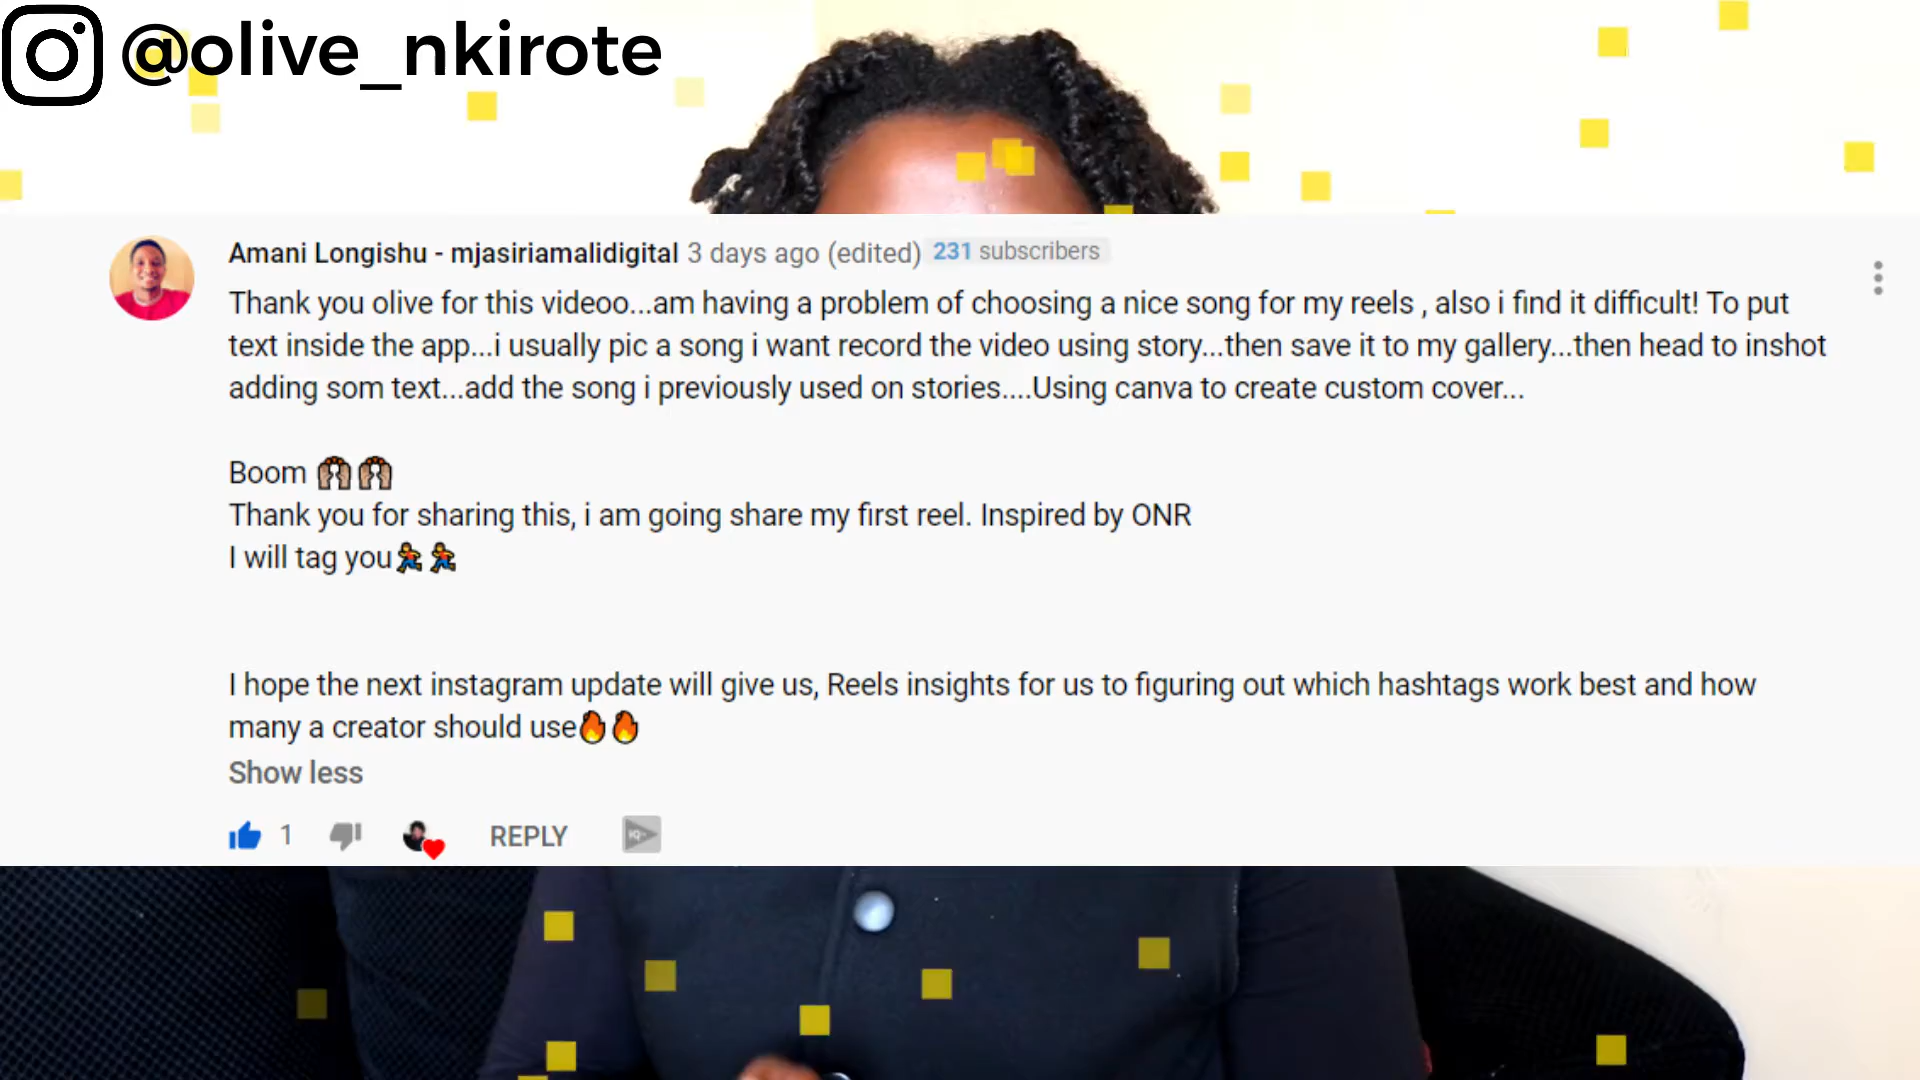 @olive_nkirote
Amani Longishu - mjasiriamalidigital 3 days ago (edited) 231 subscribers
Thank you olive for this videoo...am having a problem of choosing a nice song for my reels , also i find it difficult! To put
text inside the app...i usually pic a song i want record the video using story...then save it to my gallery...then head to inshot
adding som text...add the song i previously used on stories....Using canva to create custom cover...
Boom 🙌🙌
Thank you for sharing this, i am going share my first reel. Inspired by ONR
I will tag you🏃🏃
I hope the next instagram update will give us, Reels insights for us to figuring out which hashtags work best and how
many a creator should use🔥🔥
Show less
1 REPLY